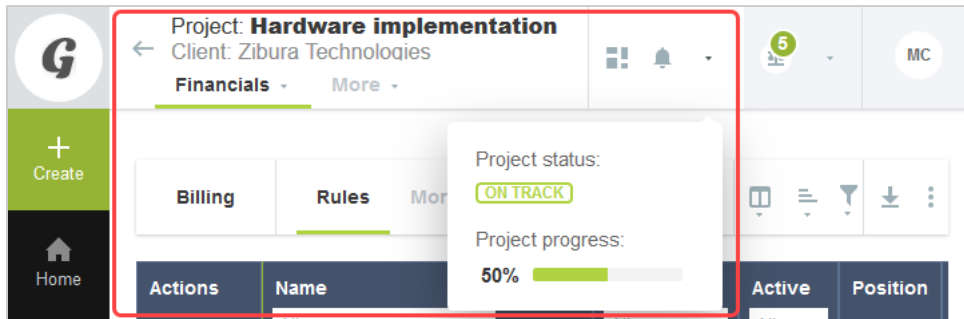 G
Project: Hardware implementation
Client: Zibura Technologies
Financials
More
5
MC
Create
Home
Billing
Rules
Mor
Project status:
ON TRACK
Project progress:
50%
Actions
Name
Active
Position